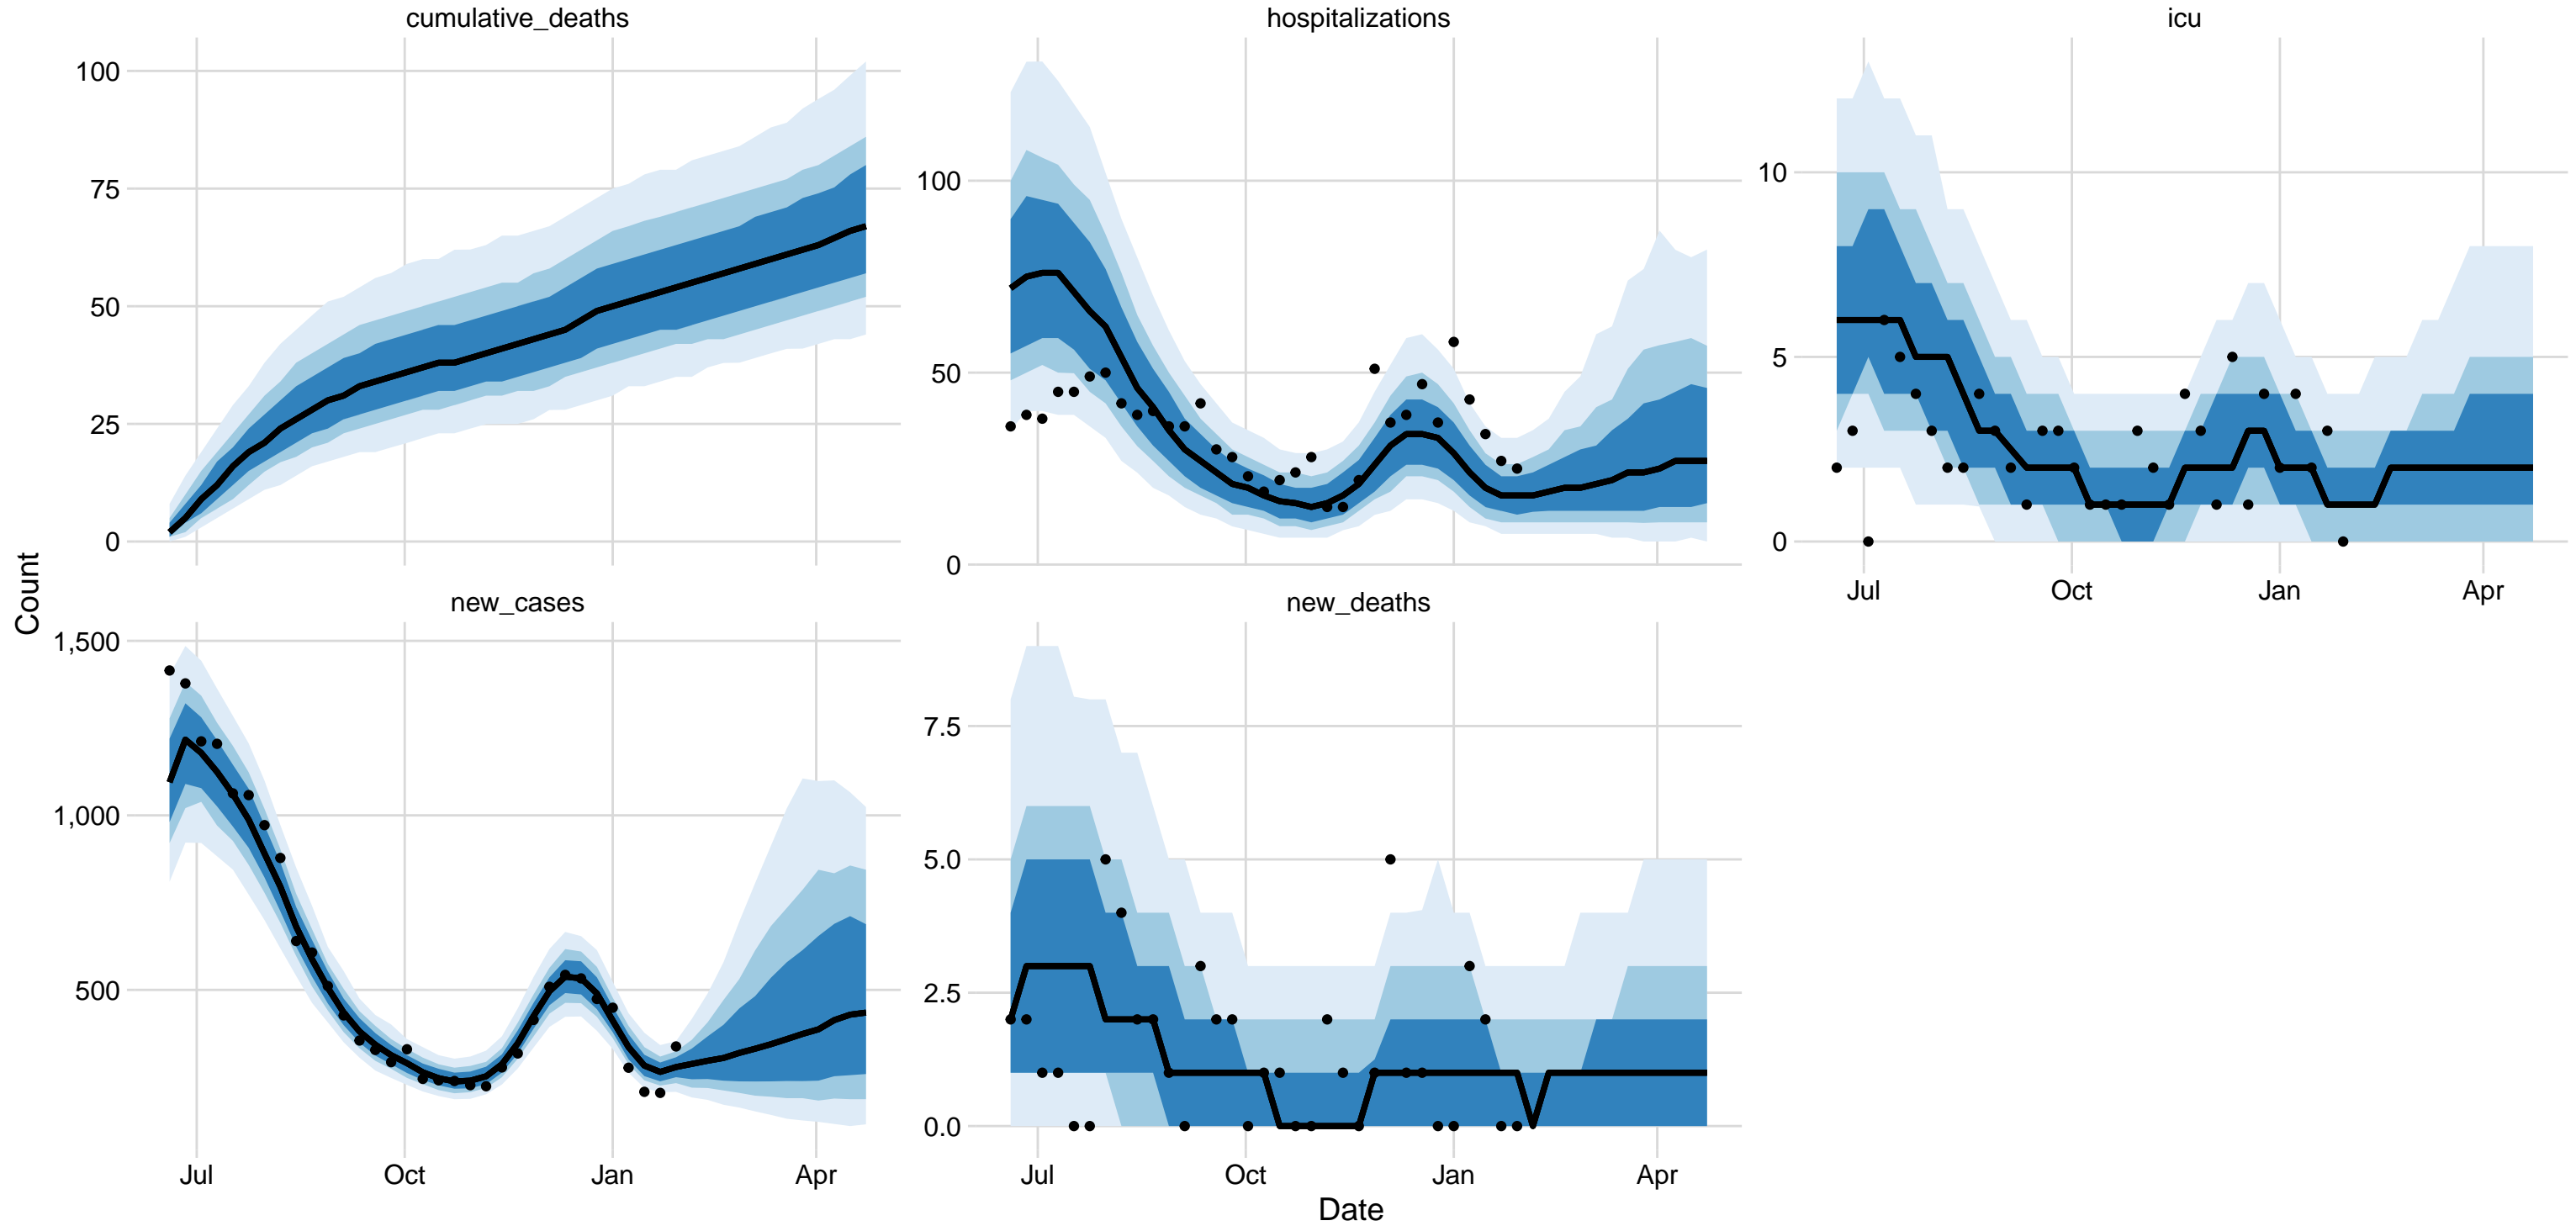 cumulative_deaths
hospitalizations
icu
100
75
50
25
0
100
50
0
10
5
0
Jul
Oct
Jan
Apr
Count
new_cases
new_deaths
1,500
1,000
500
7.5
5.0
2.5
0.0
Jul
Oct
Jan
Apr
Jul
Oct
Jan
Apr
Date